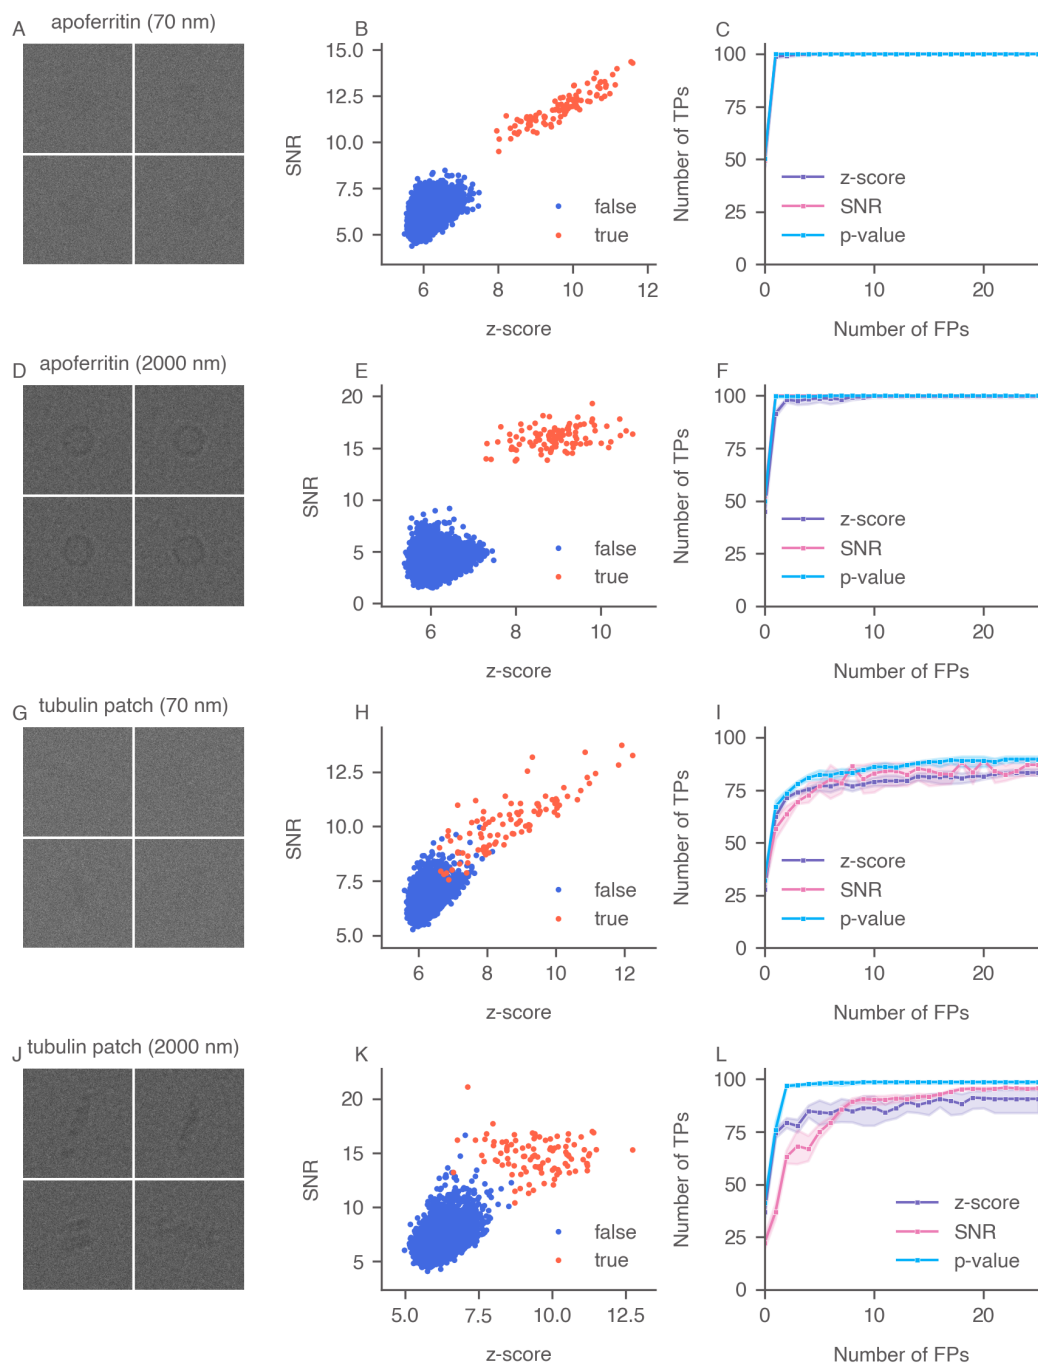 A apoferritin (70 nm)
B
SNR
15.0
12.5
10.0
7.5
5.0
false
true
6 8 10 12
z-score
C
Number of TPs
100
75
50
25
0
z-score
SNR
p-value
0 10 20
Number of FPs
D apoferritin (2000 nm)
E
SNR
20
15
10
5
0
false
true
6 8 10
z-score
F
Number of TPs
100
75
50
25
0
z-score
SNR
p-value
0 10 20
Number of FPs
G tubulin patch (70 nm)
H
SNR
12.5
10.0
7.5
5.0
false
true
6 8 10 12
z-score
I
Number of TPs
100
75
50
25
0
z-score
SNR
p-value
0 10 20
Number of FPs
J tubulin patch (2000 nm)
K
SNR
20
15
10
5
false
true
5.0 7.5 10.0 12.5
z-score
L
Number of TPs
100
75
50
25
0
z-score
SNR
p-value
0 10 20
Number of FPs